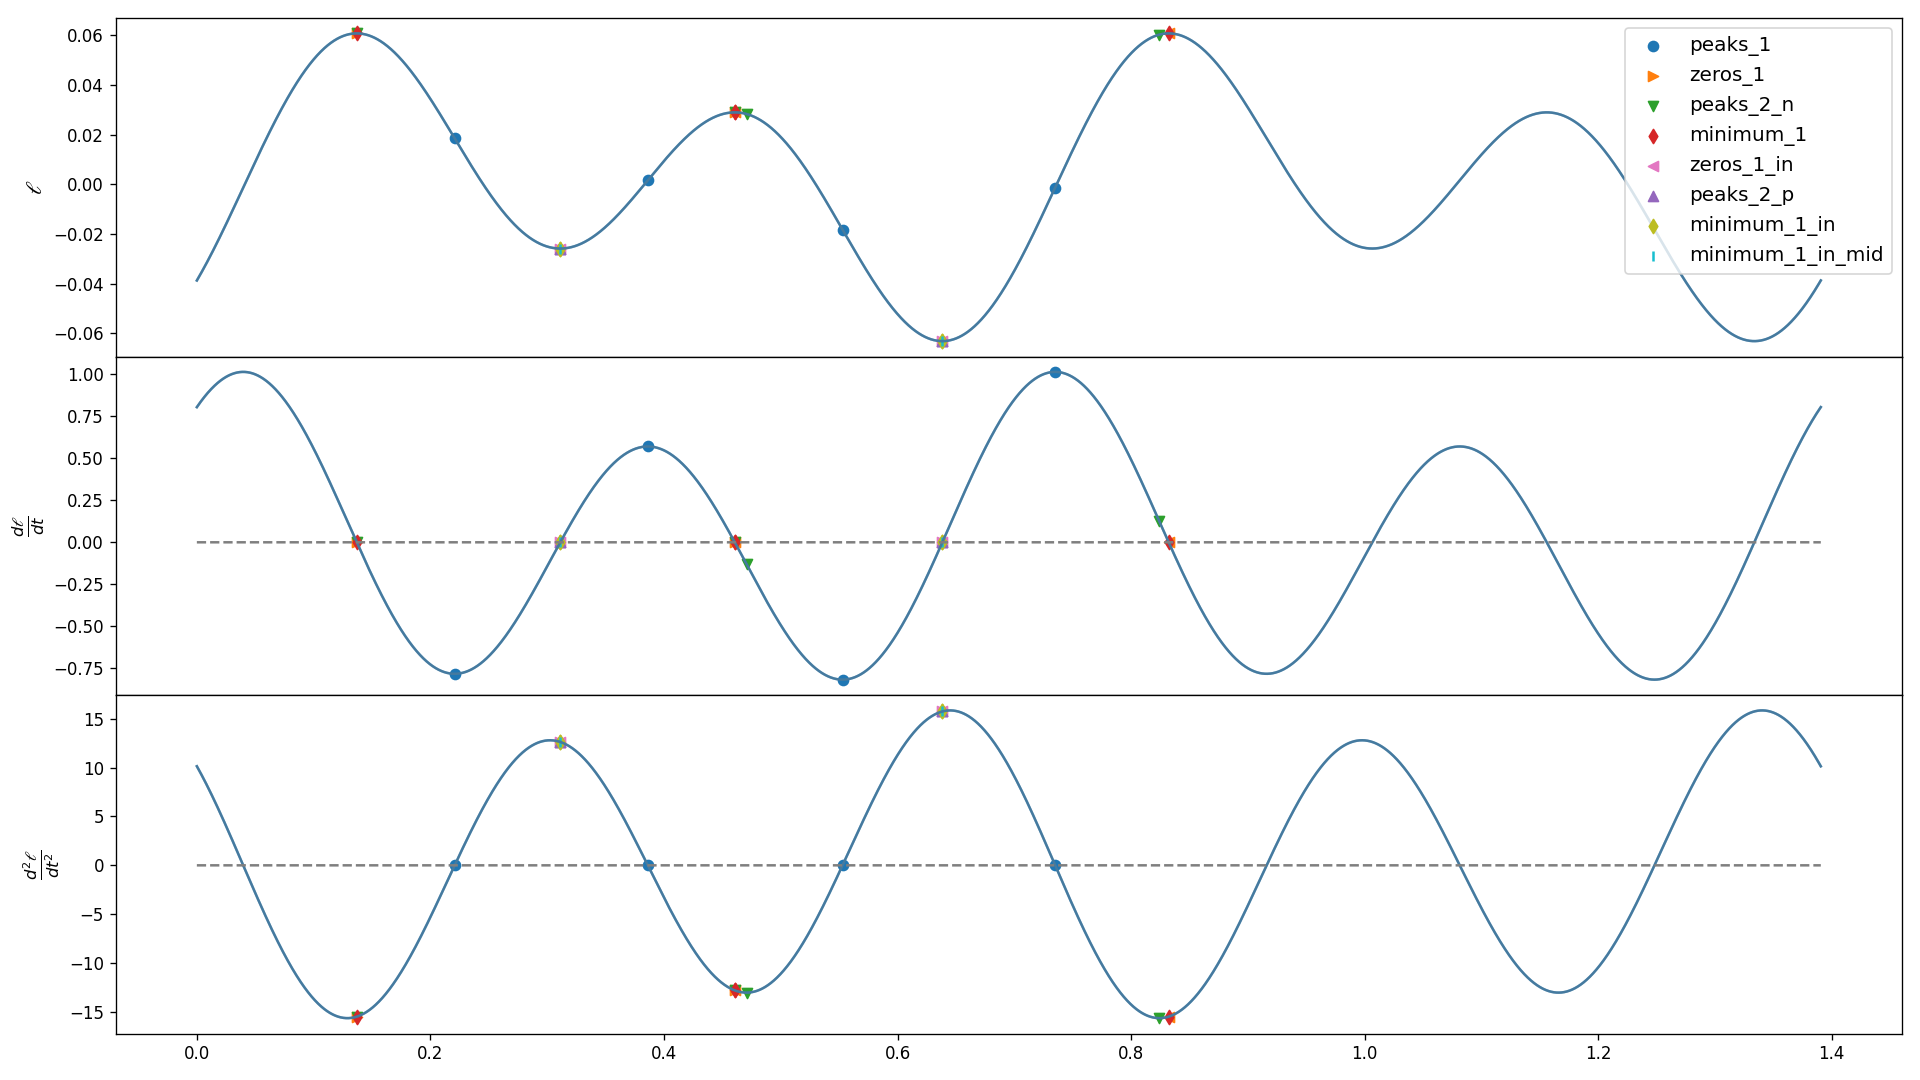 0.06
0.04
0.02
0.00
−0.02
−0.04
−0.06
ℓ
peaks_1
zeros_1
peaks_2_n
minimum_1
zeros_1_in
peaks_2_p
minimum_1_in
minimum_1_in_mid
1.00
0.75
0.50
0.25
0.00
−0.25
−0.50
−0.75
dℓ
dt
15
10
5
0
−5
−10
−15
d²ℓ
dt²
0.0 0.2 0.4 0.6 0.8 1.0 1.2 1.4